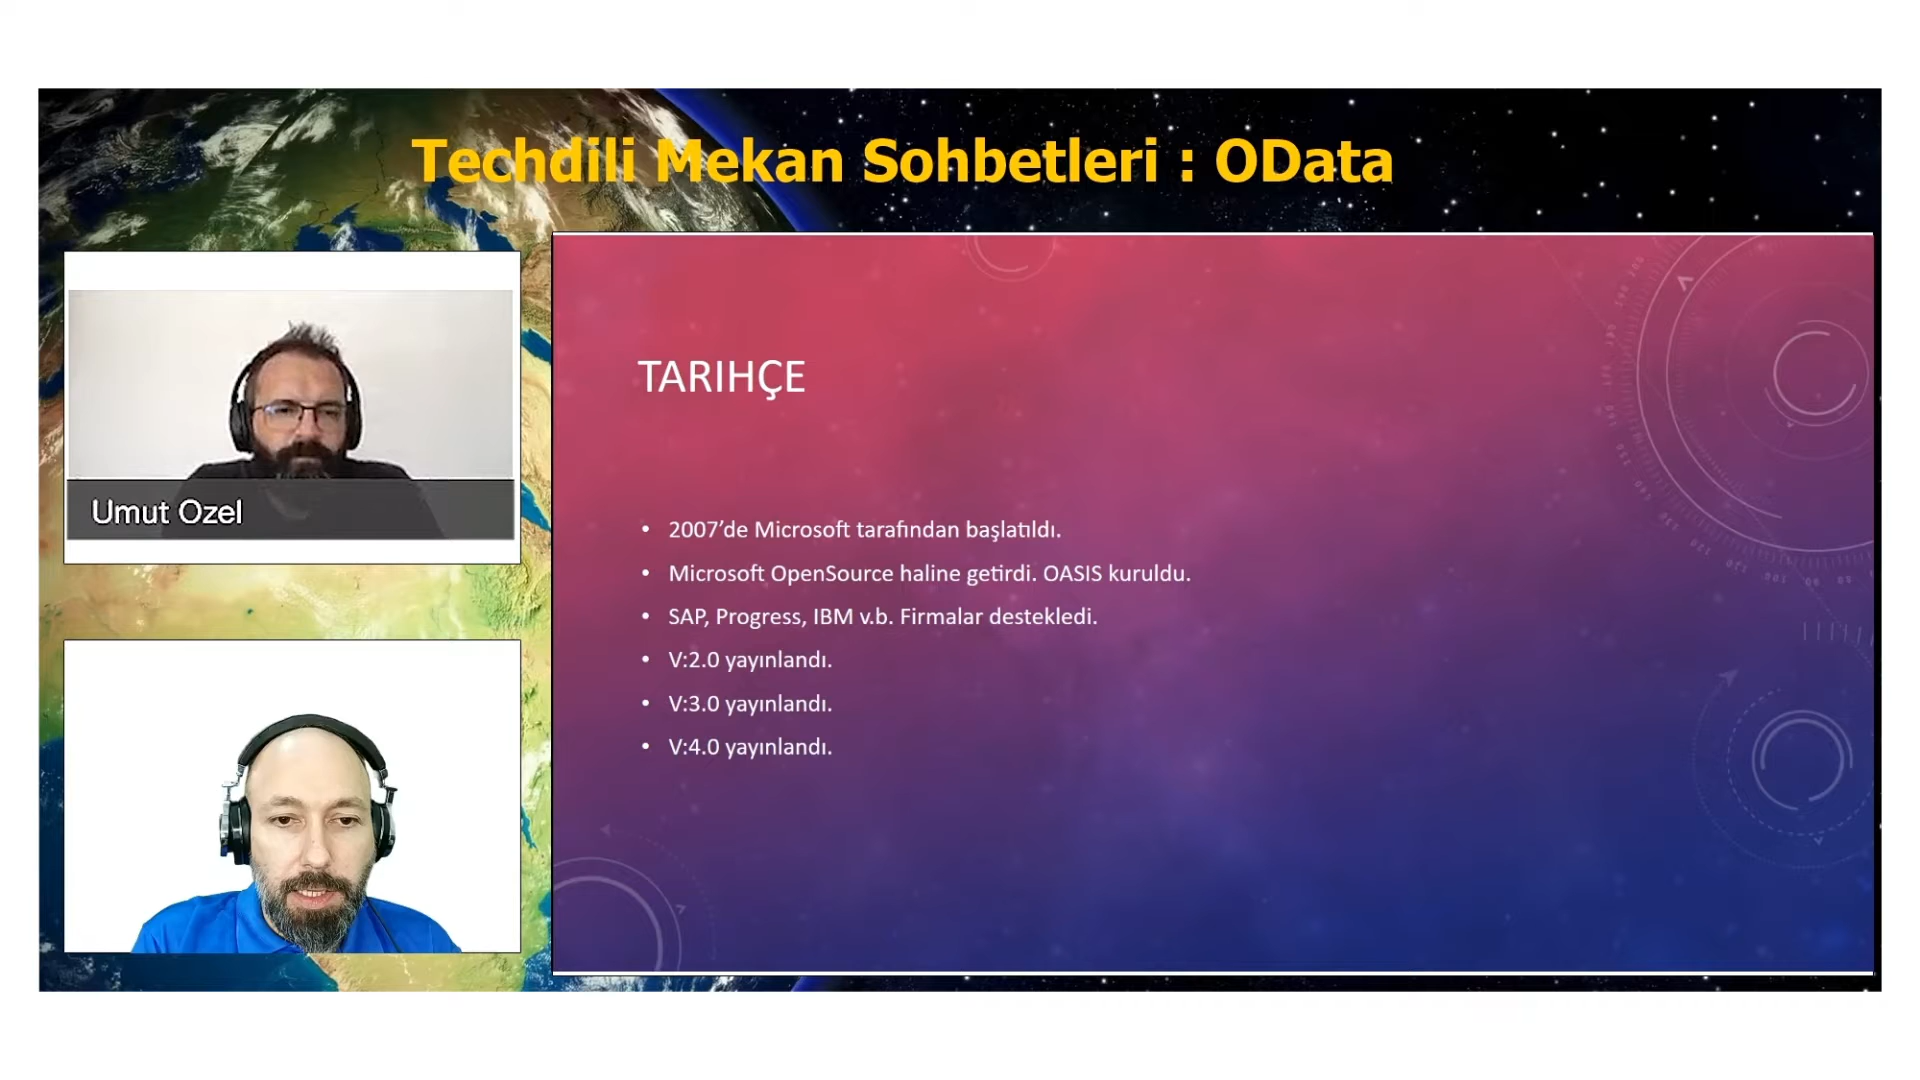 Techdili Mekan Sohbetleri : OData
Umut Ozel
TARIHÇE
• 2007’de Microsoft tarafından başlatıldı.
• Microsoft OpenSource haline getirdi. OASIS kuruldu.
• SAP, Progress, IBM v.b. Firmalar destekledi.
• V:2.0 yayınlandı.
• V:3.0 yayınlandı.
• V:4.0 yayınlandı.